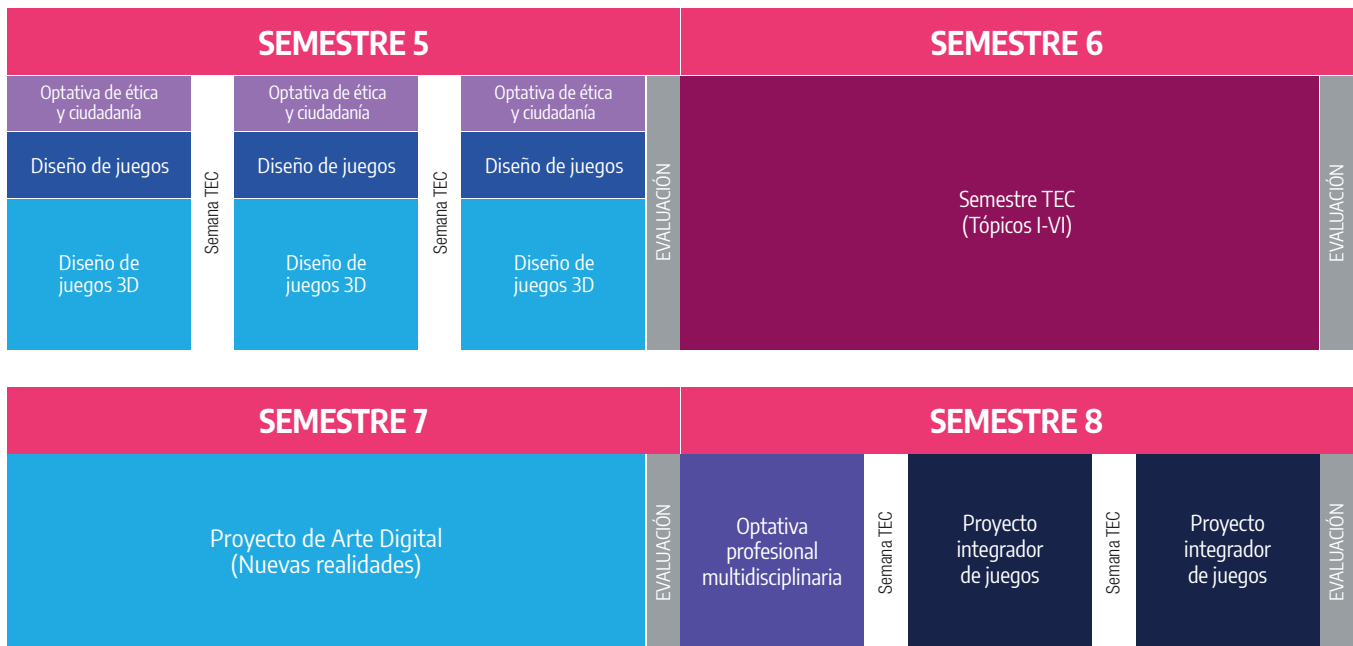 SEMESTRE 5
SEMESTRE 6
Optativa de ética
y ciudadanía
Diseño de juegos
Diseño de
juegos 3D
Semana TEC
Optativa de ética
y ciudadanía
Diseño de juegos
Diseño de
juegos 3D
Semana TEC
Optativa de ética
y ciudadanía
Diseño de juegos
Diseño de
juegos 3D
EVALUACIÓN
Semestre TEC
(Tópicos I-VI)
EVALUACIÓN
SEMESTRE 7
SEMESTRE 8
Proyecto de Arte Digital
(Nuevas realidades)
EVALUACIÓN
Optativa
profesional
multidisciplinaria
Semana TEC
Proyecto
integrador
de juegos
Semana TEC
Proyecto
integrador
de juegos
EVALUACIÓN